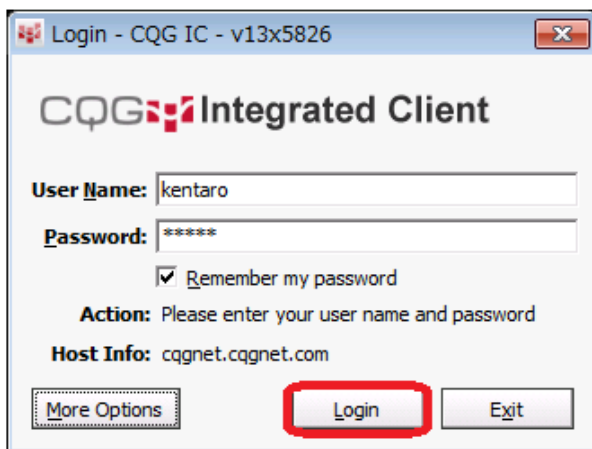 Login - CQG IC - v13x5826
CQG Integrated Client
User Name: kentaro
Password: *****
Remember my password
Action: Please enter your user name and password
Host Info: cqgnet.cqgnet.com
More Options Login Exit